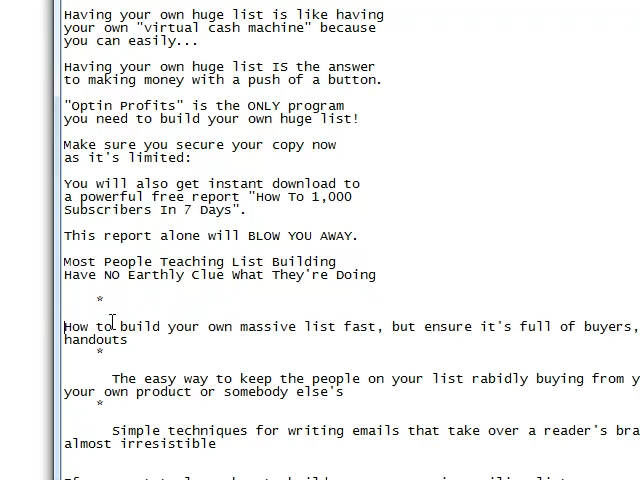 Having your own huge list is like having
your own "virtual cash machine" because
you can easily...
Having your own huge list IS the answer
to making money with a push of a button.
"Optin Profits" is the ONLY program
you need to build your own huge list!
Make sure you secure your copy now
as it's limited:
You will also get instant download to
a powerful free report "How To 1,000
Subscribers In 7 Days".
This report alone will BLOW YOU AWAY.
Most People Teaching List Building
Have NO Earthly Clue What They're Doing
*
How to build your own massive list fast, but ensure it's full of buyers,
handouts
*
The easy way to keep the people on your list rabidly buying from y
your own product or somebody else's
*
Simple techniques for writing emails that take over a reader's bra
almost irresistible